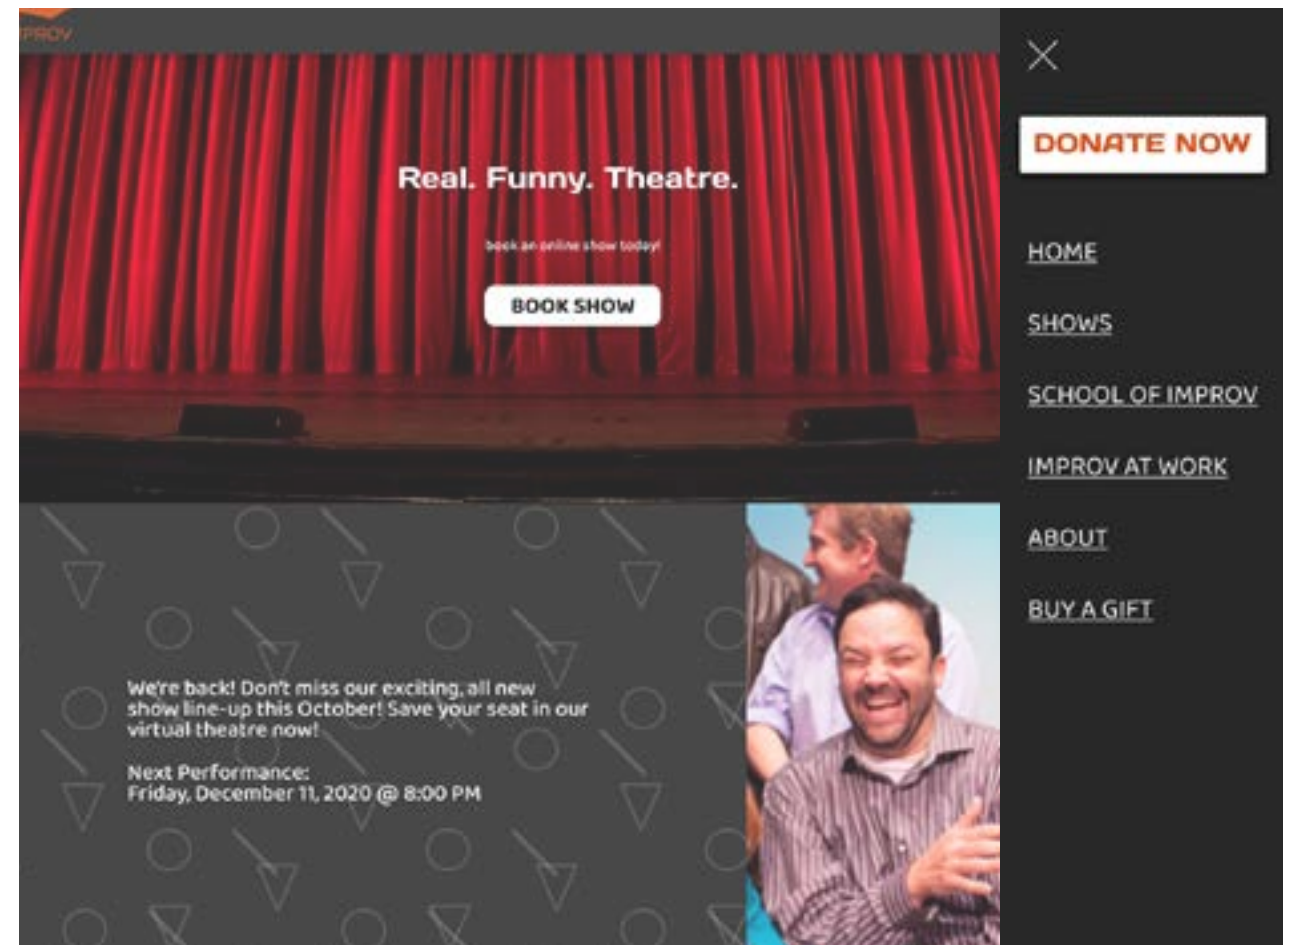 Real. Funny. Theatre.
book an online show today!
BOOK SHOW
We're back! Don't miss our exciting, all new
show line-up this October! Save your seat in our
virtual theatre now!
Next Performance:
Friday, December 11, 2020 @ 8:00 PM
DONATE NOW
HOME
SHOWS
SCHOOL OF IMPROV
IMPROV AT WORK
ABOUT
BUY A GIFT